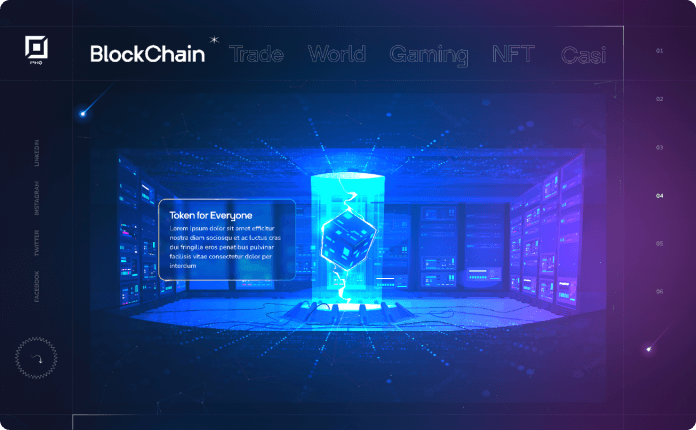 BlockChain* Trade World Gaming NFT Casi
PHQ
01
02
03
04
05
06
LINKEDIN
INSTAGRAM
TWITTER
FACEBOOK
Token for Everyone
Lorem ipsum dolor sit amet efficitur
nostra diam sociosqu et ac luctus cras
dui fringilla eros penatibus pulvinar
facilisis vitae consectetur dolor per
interdum